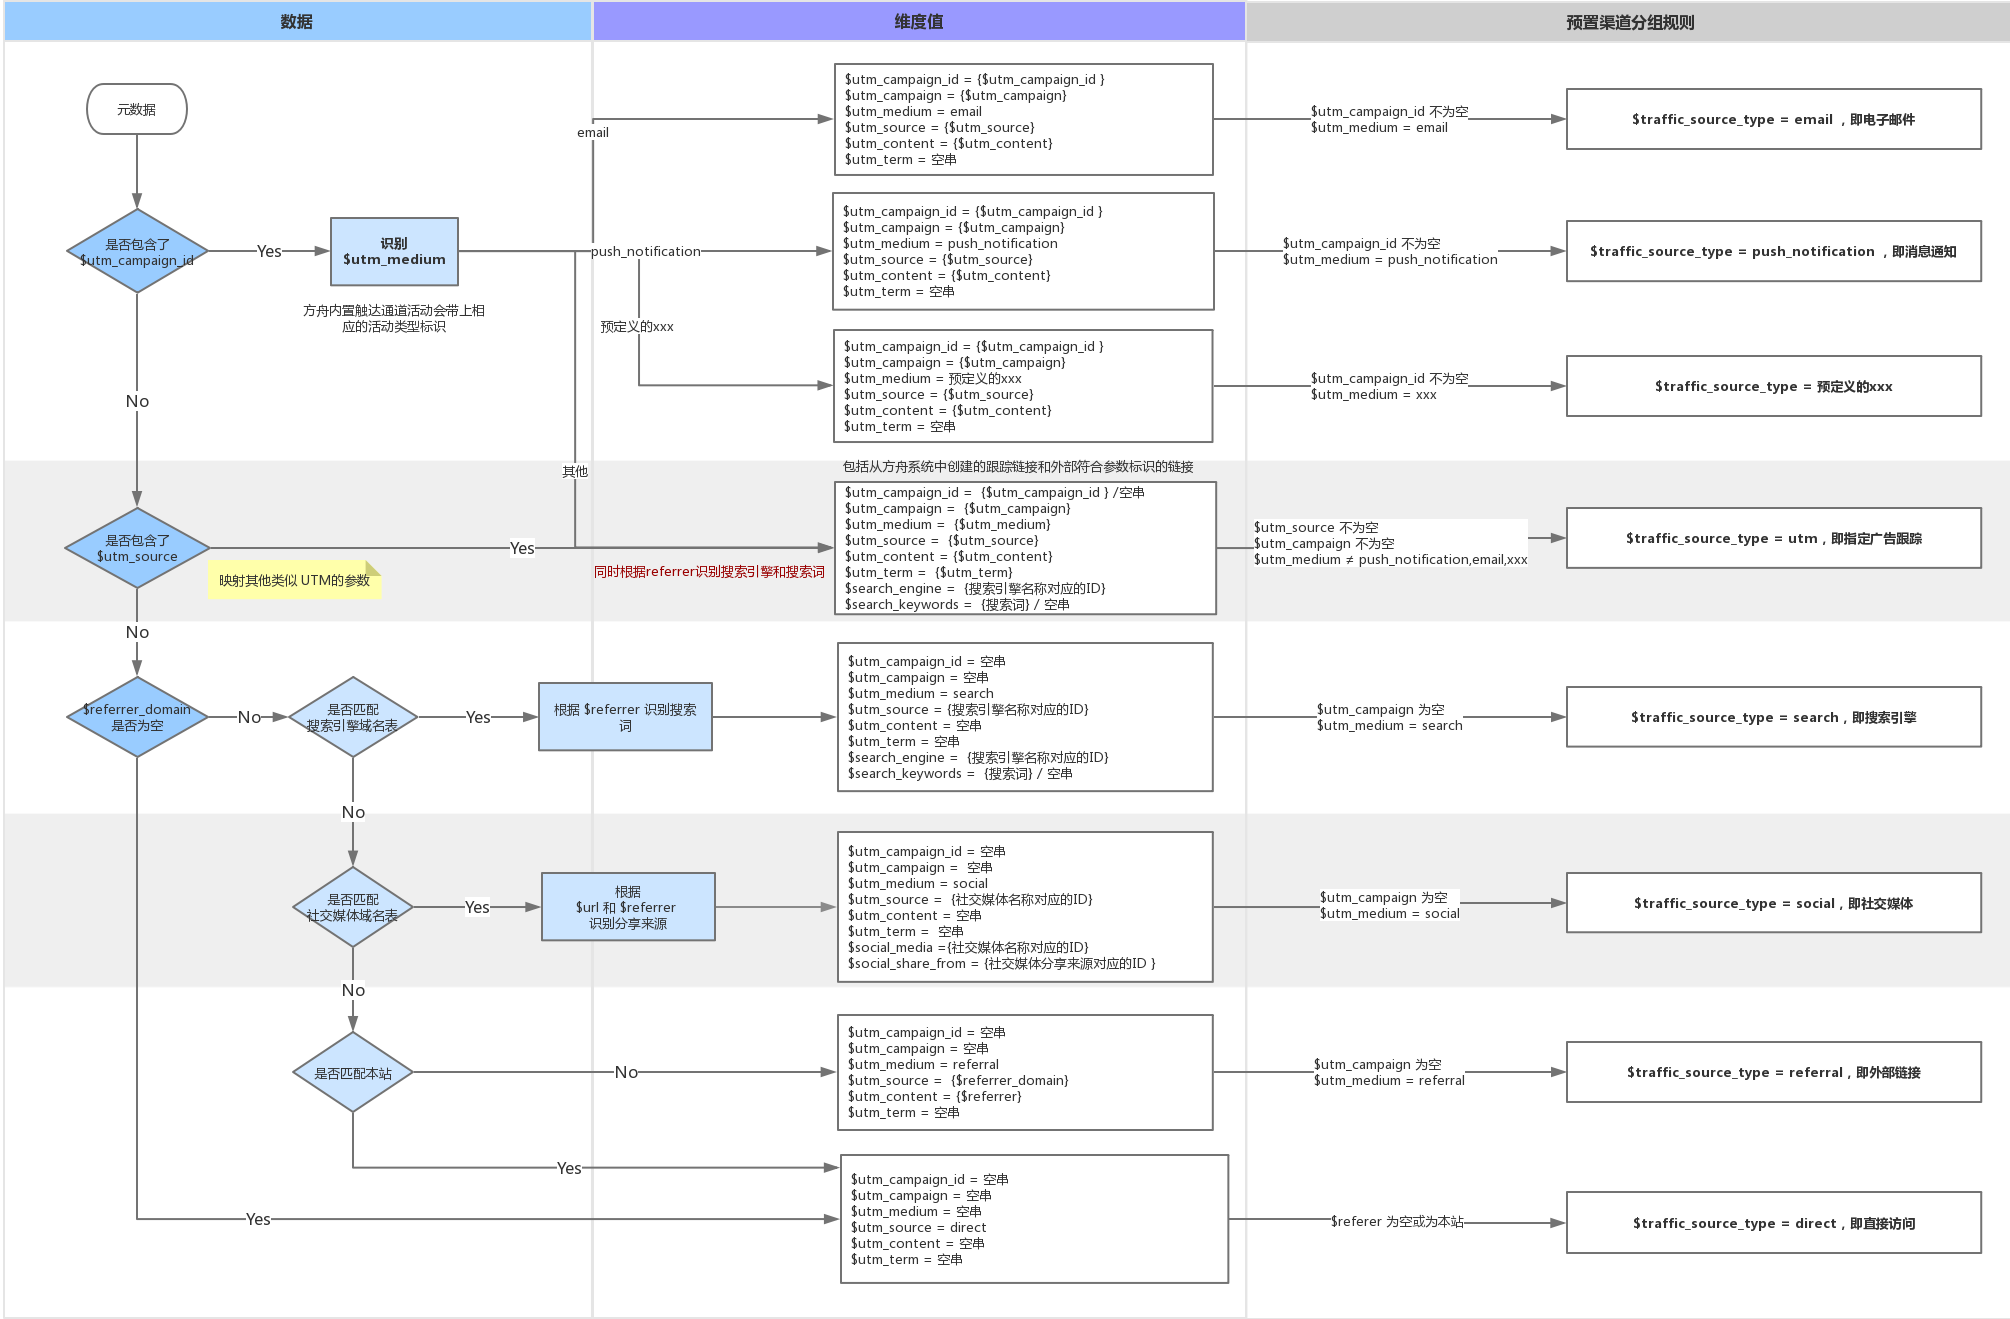 数据
维度值
预置渠道分组规则
元数据
是否包含了
$utm_campaign_id
Yes
识别
$utm_medium
方舟内置触达通道活动会带上相
应的活动类型标识
email
$utm_campaign_id = {$utm_campaign_id }
$utm_campaign = {$utm_campaign}
$utm_medium = email
$utm_source = {$utm_source}
$utm_content = {$utm_content}
$utm_term = 空串
$utm_campaign_id 不为空
$utm_medium = email
$traffic_source_type = email ，即电子邮件
push_notification
$utm_campaign_id = {$utm_campaign_id }
$utm_campaign = {$utm_campaign}
$utm_medium = push_notification
$utm_source = {$utm_source}
$utm_content = {$utm_content}
$utm_term = 空串
$utm_campaign_id 不为空
$utm_medium = push_notification
$traffic_source_type = push_notification ，即消息通知
预定义的xxx
$utm_campaign_id = {$utm_campaign_id }
$utm_campaign = {$utm_campaign}
$utm_medium = 预定义的xxx
$utm_source = {$utm_source}
$utm_content = {$utm_content}
$utm_term = 空串
$utm_campaign_id 不为空
$utm_medium = xxx
$traffic_source_type = 预定义的xxx
No
其他
包括从方舟系统中创建的跟踪链接和外部符合参数标识的链接
是否包含了
$utm_source
Yes
映射其他类似 UTM的参数
同时根据referrer识别搜索引擎和搜索词
$utm_campaign_id = {$utm_campaign_id } /空串
$utm_campaign = {$utm_campaign}
$utm_medium = {$utm_medium}
$utm_source = {$utm_source}
$utm_content = {$utm_content}
$utm_term = {$utm_term}
$search_engine = {搜索引擎名称对应的ID}
$search_keywords = {搜索词} / 空串
$utm_source 不为空
$utm_campaign 不为空
$utm_medium ≠ push_notification,email,xxx
$traffic_source_type = utm，即指定广告跟踪
No
$referrer_domain
是否为空
No
是否匹配
搜索引擎域名表
Yes
根据 $referrer 识别搜索
词
$utm_campaign_id = 空串
$utm_campaign = 空串
$utm_medium = search
$utm_source = {搜索引擎名称对应的ID}
$utm_content = 空串
$utm_term = 空串
$search_engine = {搜索引擎名称对应的ID}
$search_keywords = {搜索词} / 空串
$utm_campaign 为空
$utm_medium = search
$traffic_source_type = search，即搜索引擎
No
是否匹配
社交媒体域名表
Yes
根据
$url 和 $referrer
识别分享来源
$utm_campaign_id = 空串
$utm_campaign = 空串
$utm_medium = social
$utm_source = {社交媒体名称对应的ID}
$utm_content = 空串
$utm_term = 空串
$social_media ={社交媒体名称对应的ID}
$social_share_from = {社交媒体分享来源对应的ID }
$utm_campaign 为空
$utm_medium = social
$traffic_source_type = social，即社交媒体
No
是否匹配本站
No
$utm_campaign_id = 空串
$utm_campaign = 空串
$utm_medium = referral
$utm_source = {$referrer_domain}
$utm_content = {$referrer}
$utm_term = 空串
$utm_campaign 为空
$utm_medium = referral
$traffic_source_type = referral，即外部链接
Yes
Yes
$utm_campaign_id = 空串
$utm_campaign = 空串
$utm_medium = 空串
$utm_source = direct
$utm_content = 空串
$utm_term = 空串
$referer 为空或为本站
$traffic_source_type = direct，即直接访问